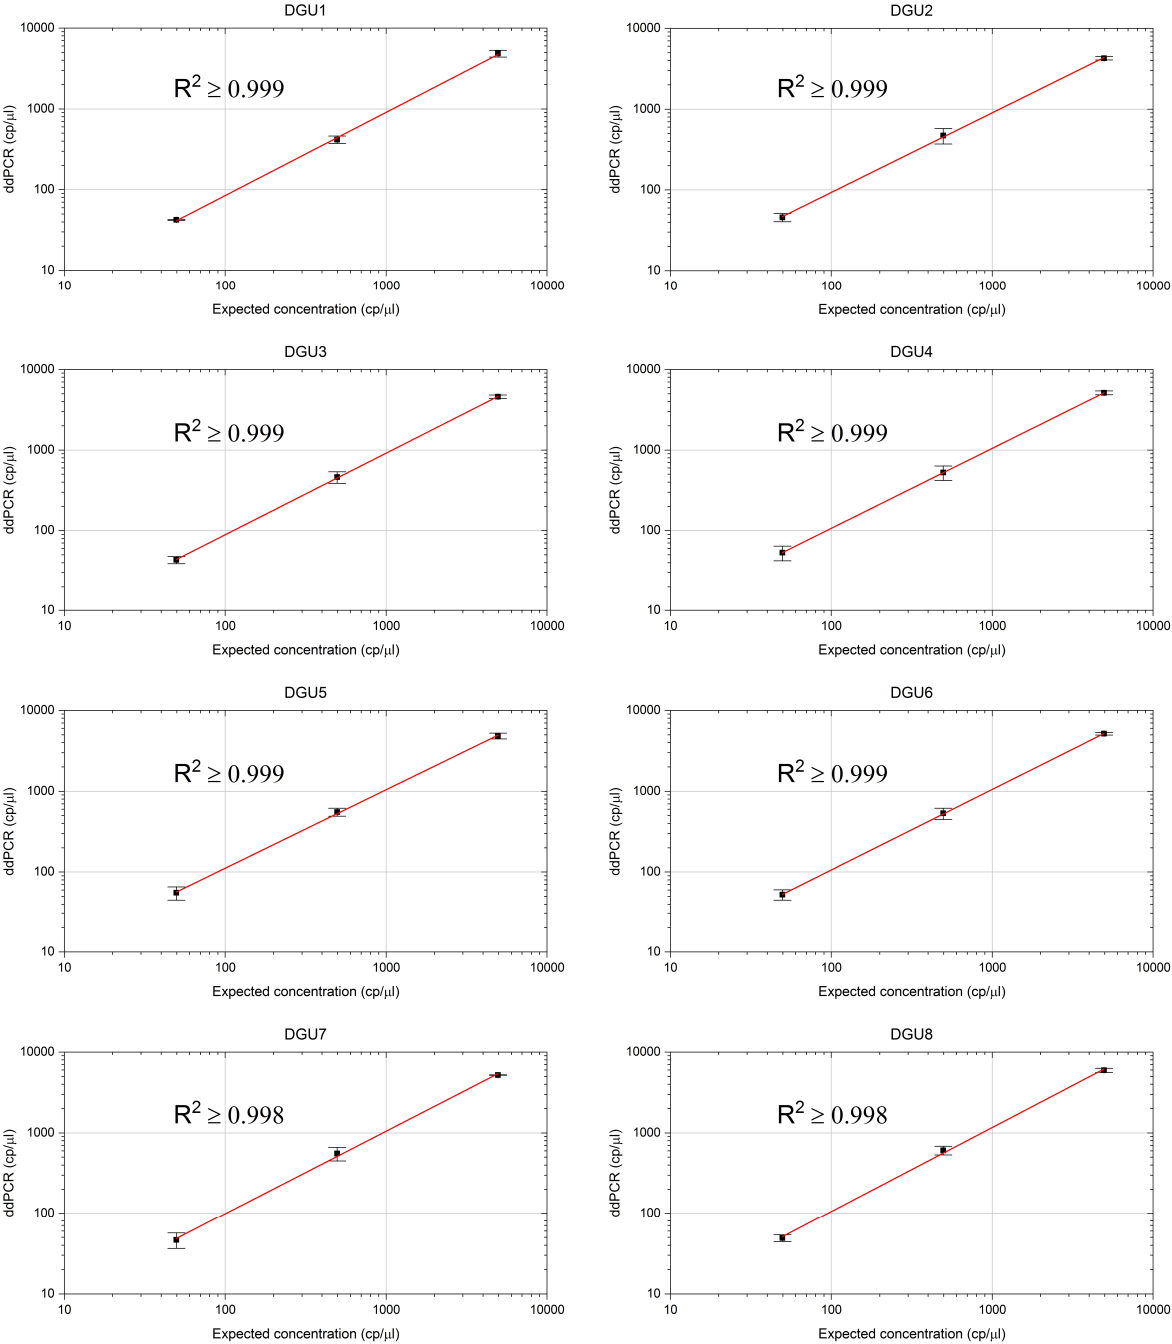 DGU1
10000
1000
100
10
ddPCR (cp/μl)
R² ≥ 0.999
10 100 1000 10000
Expected concentration (cp/μl)
DGU2
10000
1000
100
10
ddPCR (cp/μl)
R² ≥ 0.999
10 100 1000 10000
Expected concentration (cp/μl)
DGU3
10000
1000
100
10
ddPCR (cp/μl)
R² ≥ 0.999
10 100 1000 10000
Expected concentration (cp/μl)
DGU4
10000
1000
100
10
ddPCR (cp/μl)
R² ≥ 0.999
10 100 1000 10000
Expected concentration (cp/μl)
DGU5
10000
1000
100
10
ddPCR (cp/μl)
R² ≥ 0.999
10 100 1000 10000
Expected concentration (cp/μl)
DGU6
10000
1000
100
10
ddPCR (cp/μl)
R² ≥ 0.999
10 100 1000 10000
Expected concentration (cp/μl)
DGU7
10000
1000
100
10
ddPCR (cp/μl)
R² ≥ 0.998
10 100 1000 10000
Expected concentration (cp/μl)
DGU8
10000
1000
100
10
ddPCR (cp/μl)
R² ≥ 0.998
10 100 1000 10000
Expected concentration (cp/μl)